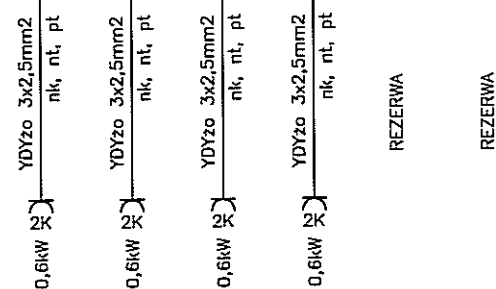 YDYżo 3x2,5mm2
nk, nt, pt
2K
0,6kW
YDYżo 3x2,5mm2
nk, nt, pt
2K
0,6kW
YDYżo 3x2,5mm2
nk, nt, pt
2K
0,6kW
YDYżo 3x2,5mm2
nk, nt, pt
2K
0,6kW
REZERWA
REZERWA